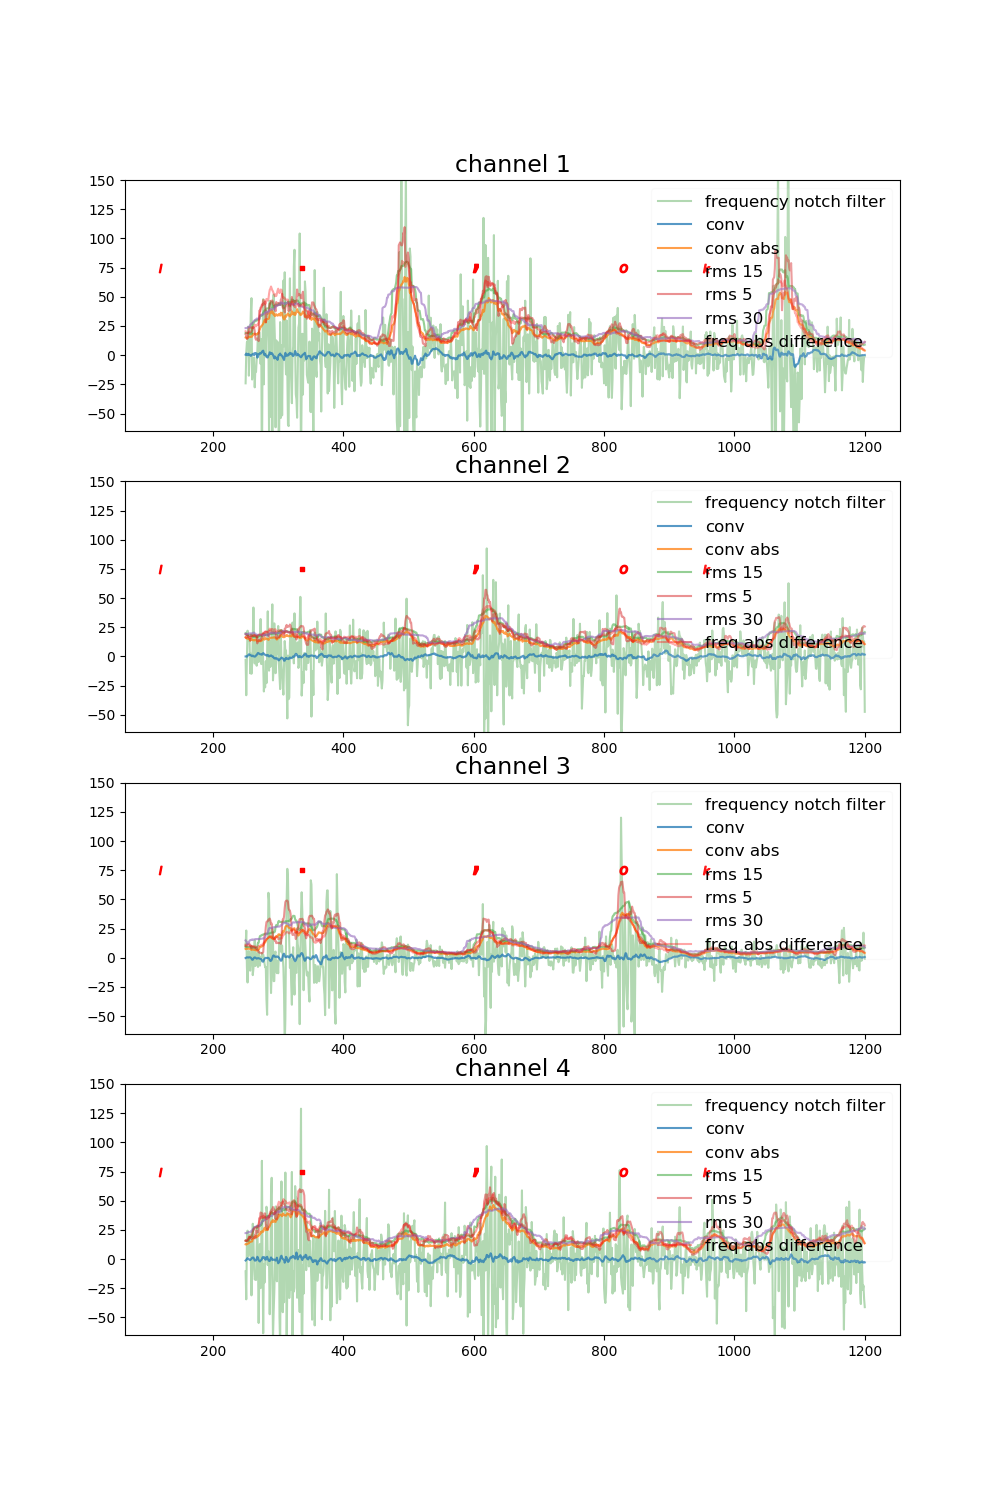 channel 1
150
125
100
75
50
25
0
−25
−50
l . , o k
frequency notch filter
conv
conv abs
rms 15
rms 5
rms 30
freq abs difference
200 400 600 800 1000 1200
channel 2
150
125
100
75
50
25
0
−25
−50
l . , o k
frequency notch filter
conv
conv abs
rms 15
rms 5
rms 30
freq abs difference
200 400 600 800 1000 1200
channel 3
150
125
100
75
50
25
0
−25
−50
l . , o k
frequency notch filter
conv
conv abs
rms 15
rms 5
rms 30
freq abs difference
200 400 600 800 1000 1200
channel 4
150
125
100
75
50
25
0
−25
−50
l . , o k
frequency notch filter
conv
conv abs
rms 15
rms 5
rms 30
freq abs difference
200 400 600 800 1000 1200